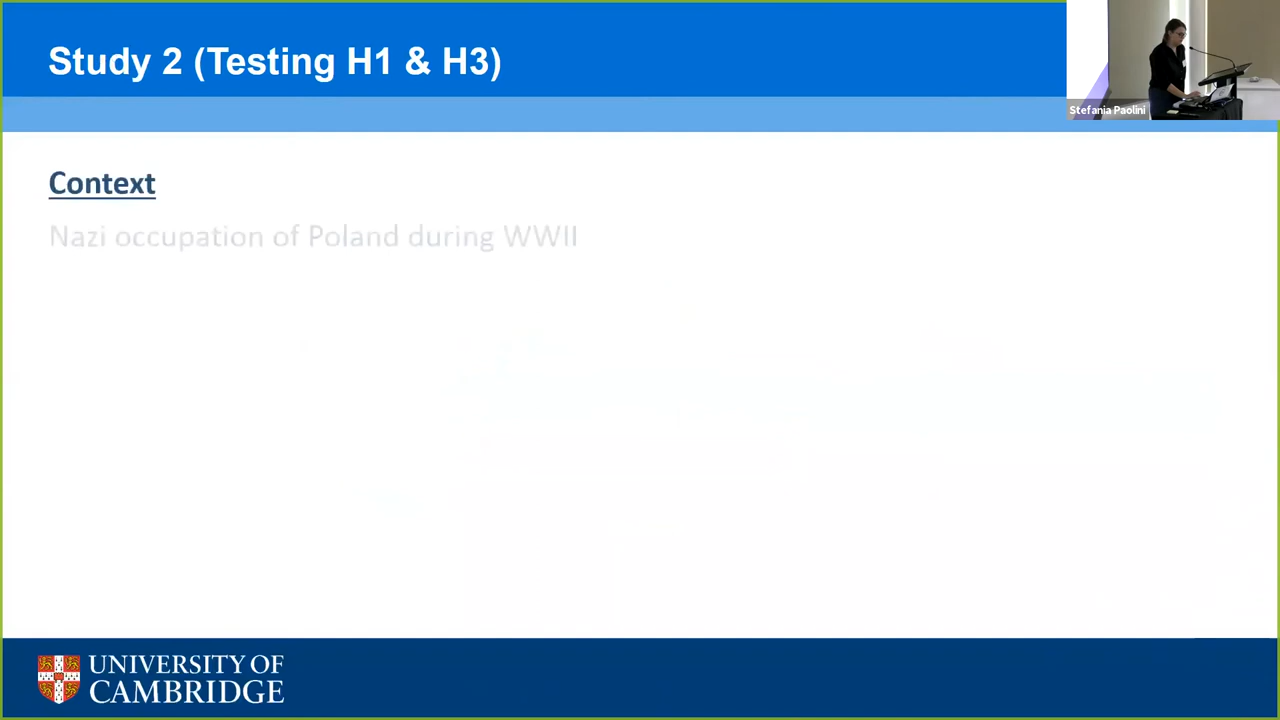 Study 2 (Testing H1 & H3)
Stefania Paolini
Context
Nazi occupation of Poland during WWII
UNIVERSITY OF
CAMBRIDGE